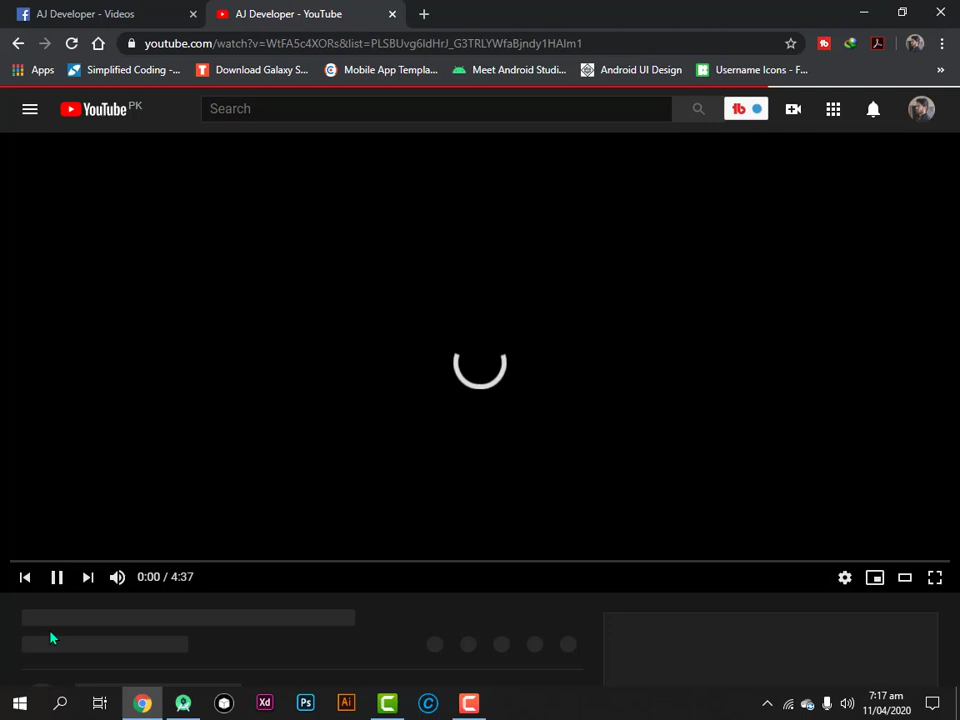 AJ Developer - Videos
AJ Developer - YouTube
youtube.com/watch?v=WtFA5c4XORs&list=PLSBUvg6IdHrJ_G3TRLYWfaBjndy1HAlm1
Apps
Simplified Coding -...
Download Galaxy S...
Mobile App Templa...
Meet Android Studi...
Android UI Design
Username Icons - F...
»
YouTube PK
Search
tb
0:00 / 4:37
Xd
Ps
Ai
7:17 am
11/04/2020